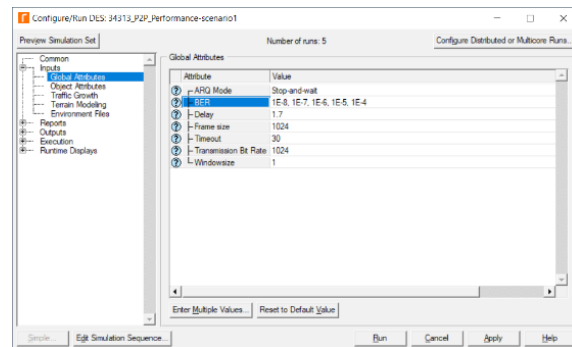 Configure/Run DES: 34313_P2P_Performance-scenario1
Preview Simulation Set
Number of runs: 5
Configure Distributed or Multicore Runs...
Common
Inputs
Global Attributes
Object Attributes
Traffic Growth
Terrain Modeling
Environment Files
Reports
Outputs
Execution
Runtime Displays
Global Attributes
Attribute Value
ARQ Mode Stop-and-wait
BER 1E-8, 1E-7, 1E-6, 1E-5, 1E-4
Delay 1.7
Frame size 1024
Timeout 30
Transmission Bit Rate 1024
Windowsize 1
Enter Multiple Values... Reset to Default Value
Simple... Edit Simulation Sequence... Run Cancel Apply Help